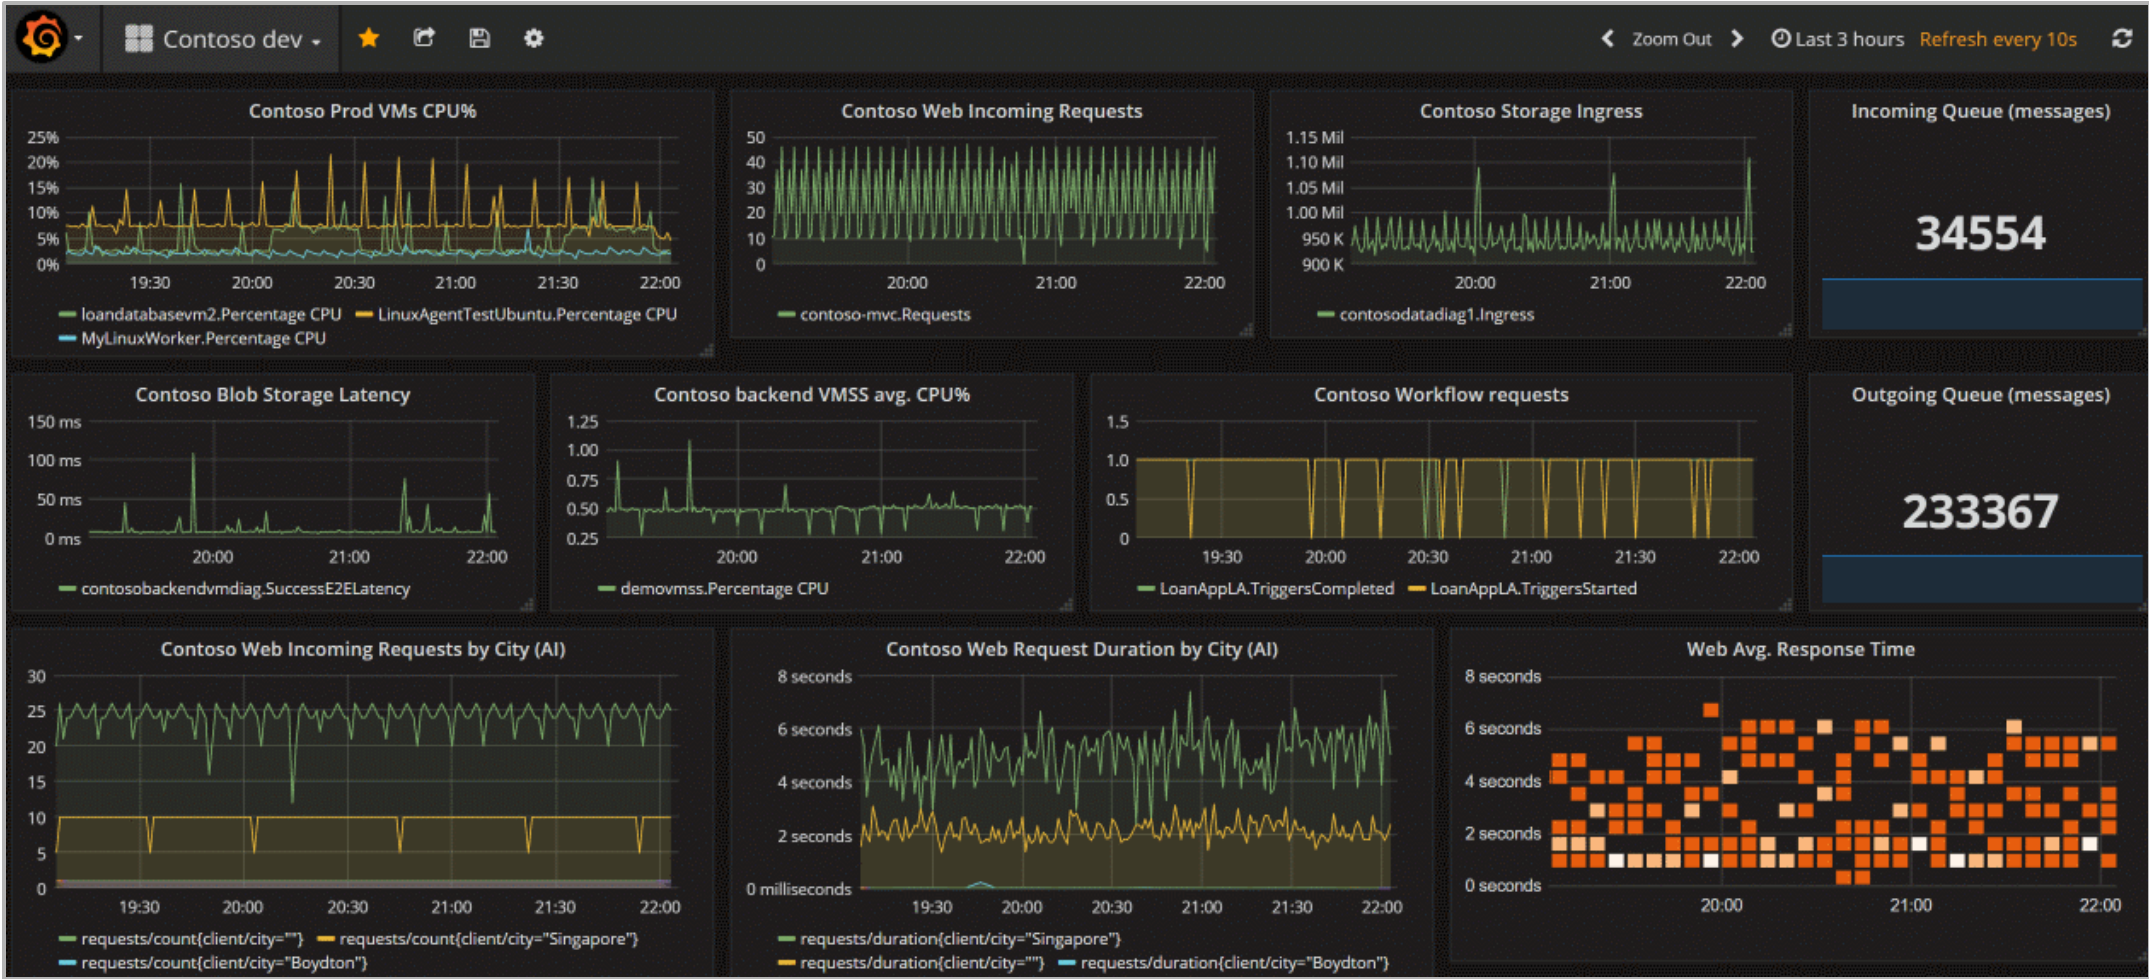 Contoso dev
Zoom Out
Last 3 hours Refresh every 10s
Contoso Prod VMs CPU%
25%
20%
15%
10%
5%
0%
19:30 20:00 20:30 21:00 21:30 22:00
loandatabasevm2.Percentage CPU LinuxAgentTestUbuntu.Percentage CPU
MyLinuxWorker.Percentage CPU
Contoso Web Incoming Requests
50
40
30
20
10
0
20:00 21:00 22:00
contoso-mvc.Requests
Contoso Storage Ingress
1.15 Mil
1.10 Mil
1.05 Mil
1.00 Mil
950 K
900 K
20:00 21:00 22:00
contosodatadiag1.Ingress
Incoming Queue (messages)
34554
Contoso Blob Storage Latency
150 ms
100 ms
50 ms
0 ms
20:00 21:00 22:00
contosobackendvmdiag.SuccessE2ELatency
Contoso backend VMSS avg. CPU%
1.25
1.00
0.75
0.50
0.25
20:00 21:00 22:00
demovmss.Percentage CPU
Contoso Workflow requests
1.5
1.0
0.5
0
19:30 20:00 20:30 21:00 21:30 22:00
LoanAppLA.TriggersCompleted LoanAppLA.TriggersStarted
Outgoing Queue (messages)
233367
Contoso Web Incoming Requests by City (AI)
30
25
20
15
10
5
0
19:30 20:00 20:30 21:00 21:30 22:00
requests/count{client/city=""} requests/count{client/city="Singapore"}
requests/count{client/city="Boydton"}
Contoso Web Request Duration by City (AI)
8 seconds
6 seconds
4 seconds
2 seconds
0 milliseconds
19:30 20:00 20:30 21:00 21:30 22:00
requests/duration{client/city="Singapore"}
requests/duration{client/city=""} requests/duration{client/city="Boydton"}
Web Avg. Response Time
8 seconds
6 seconds
4 seconds
2 seconds
0 seconds
20:00 21:00 22:00